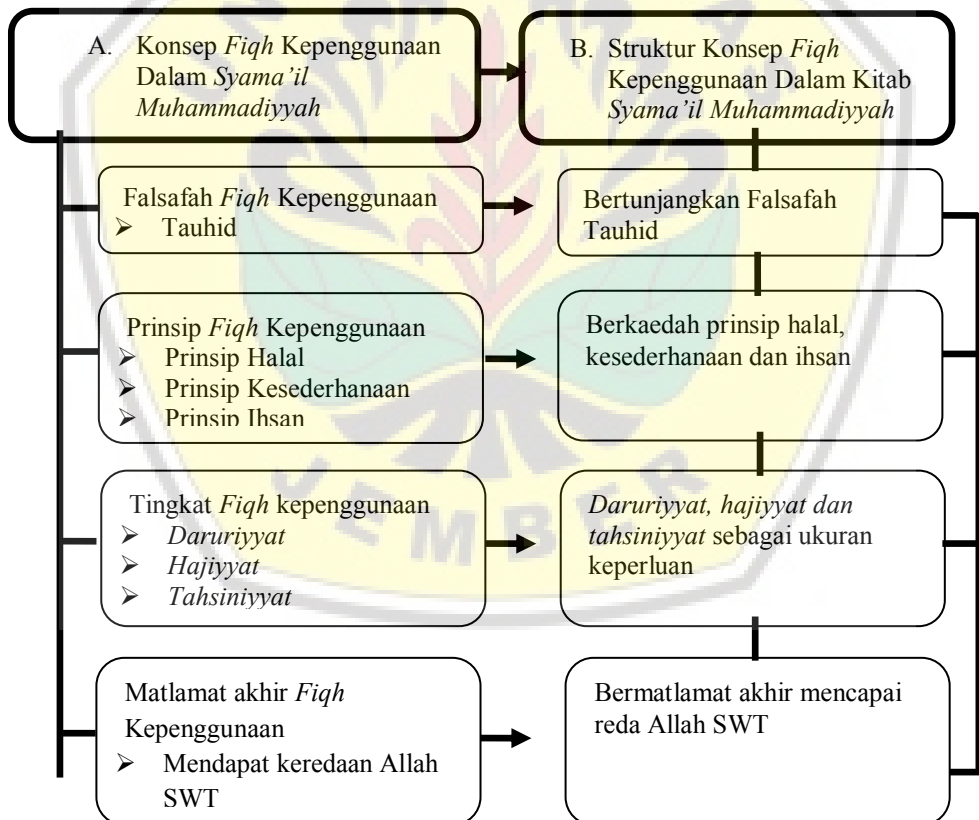 A. Konsep Fiqh Kepenggunaan
Dalam Syama'il
Muhammadiyyah
B. Struktur Konsep Fiqh
Kepenggunaan Dalam Kitab
Syama'il Muhammadiyyah
Falsafah Fiqh Kepenggunaan
➢ Tauhid
Bertunjangkan Falsafah
Tauhid
Prinsip Fiqh Kepenggunaan
➢ Prinsip Halal
➢ Prinsip Kesederhanaan
➢ Prinsip Ihsan
Berkaedah prinsip halal,
kesederhanaan dan ihsan
Tingkat Fiqh kepenggunaan
➢ Daruriyyat
➢ Hajiyyat
➢ Tahsiniyyat
Daruriyyat, hajiyyat dan
tahsiniyyat sebagai ukuran
keperluan
Matlamat akhir Fiqh
Kepenggunaan
➢ Mendapat keredaan Allah
SWT
Bermatlamat akhir mencapai
reda Allah SWT
JEMBER